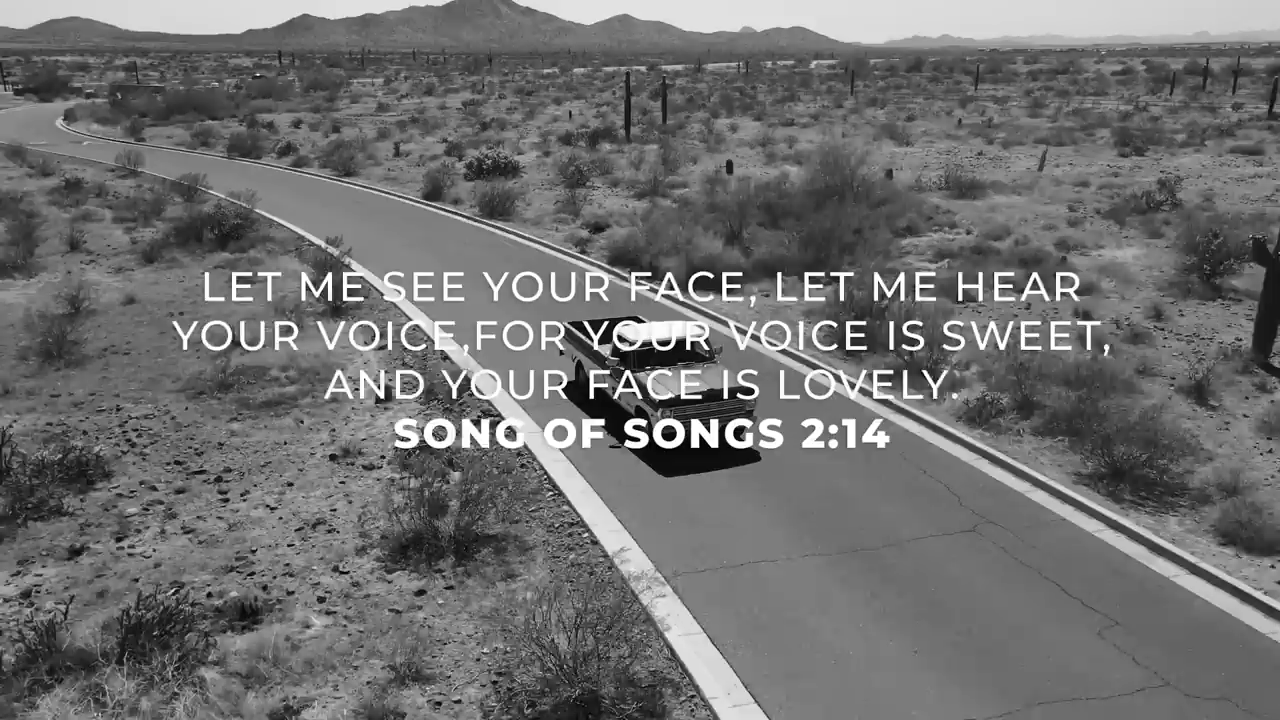 LET ME SEE YOUR FACE, LET ME HEAR
YOUR VOICE,FOR YOUR VOICE IS SWEET,
AND YOUR FACE IS LOVELY.
SONG OF SONGS 2:14